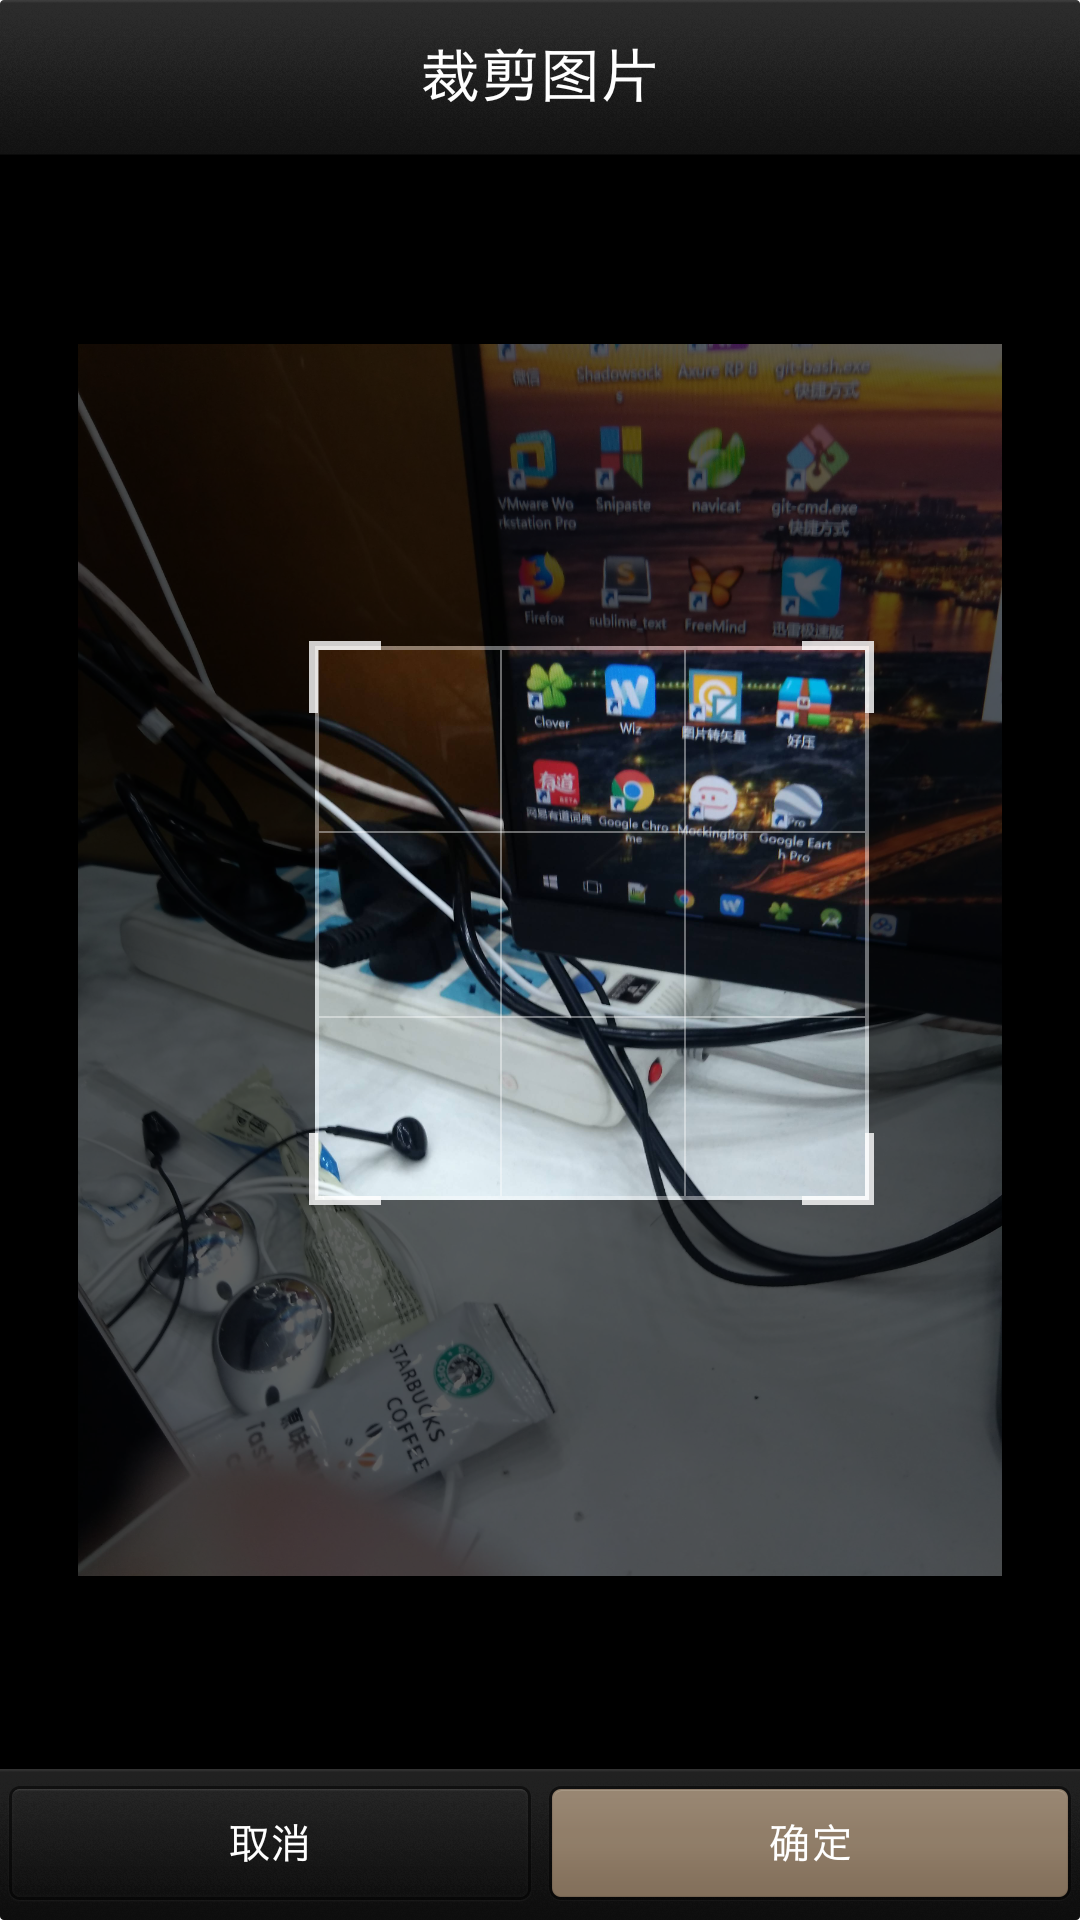 裁剪图片
微信
Shadowsock
s
Axure RP 8
git-bash.exe
- 快捷方式
VMware Wo
rkstation Pro
Snipaste
navicat
git-cmd.exe
- 快捷方式
Firefox
sublime_text
FreeMind
迅雷极速版
Clover
Wiz
图片转矢量
好压
有道
BETA
网易有道词典
Google Chro
me
MockingBot
Pro
Google Eart
h Pro
STARBUCKS
COFFEE
取消
确定